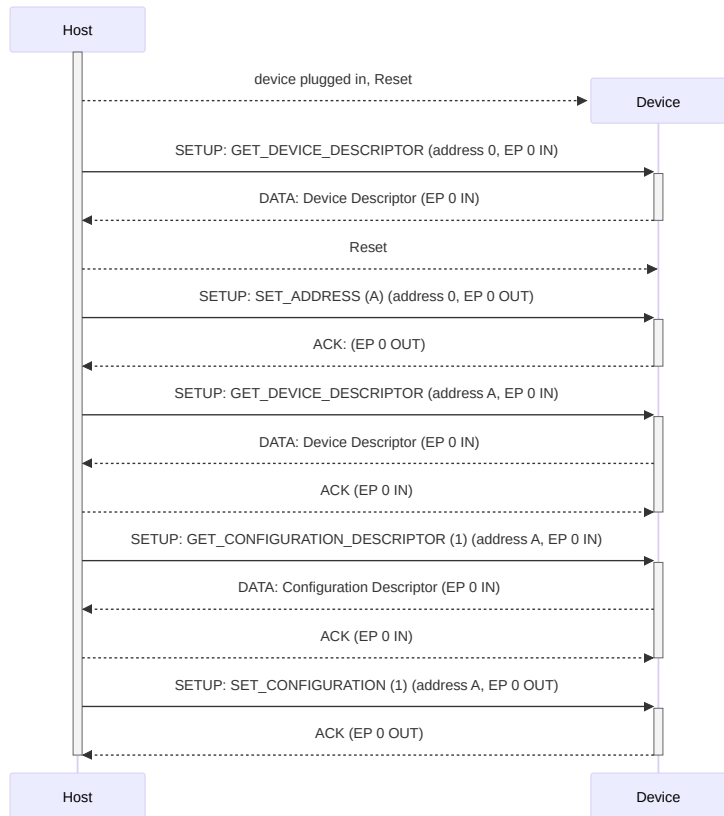 Host
device plugged in, Reset
Device
SETUP: GET_DEVICE_DESCRIPTOR (address 0, EP 0 IN)
DATA: Device Descriptor (EP 0 IN)
Reset
SETUP: SET_ADDRESS (A) (address 0, EP 0 OUT)
ACK: (EP 0 OUT)
SETUP: GET_DEVICE_DESCRIPTOR (address A, EP 0 IN)
DATA: Device Descriptor (EP 0 IN)
ACK (EP 0 IN)
SETUP: GET_CONFIGURATION_DESCRIPTOR (1) (address A, EP 0 IN)
DATA: Configuration Descriptor (EP 0 IN)
ACK (EP 0 IN)
SETUP: SET_CONFIGURATION (1) (address A, EP 0 OUT)
ACK (EP 0 OUT)
Host
Device